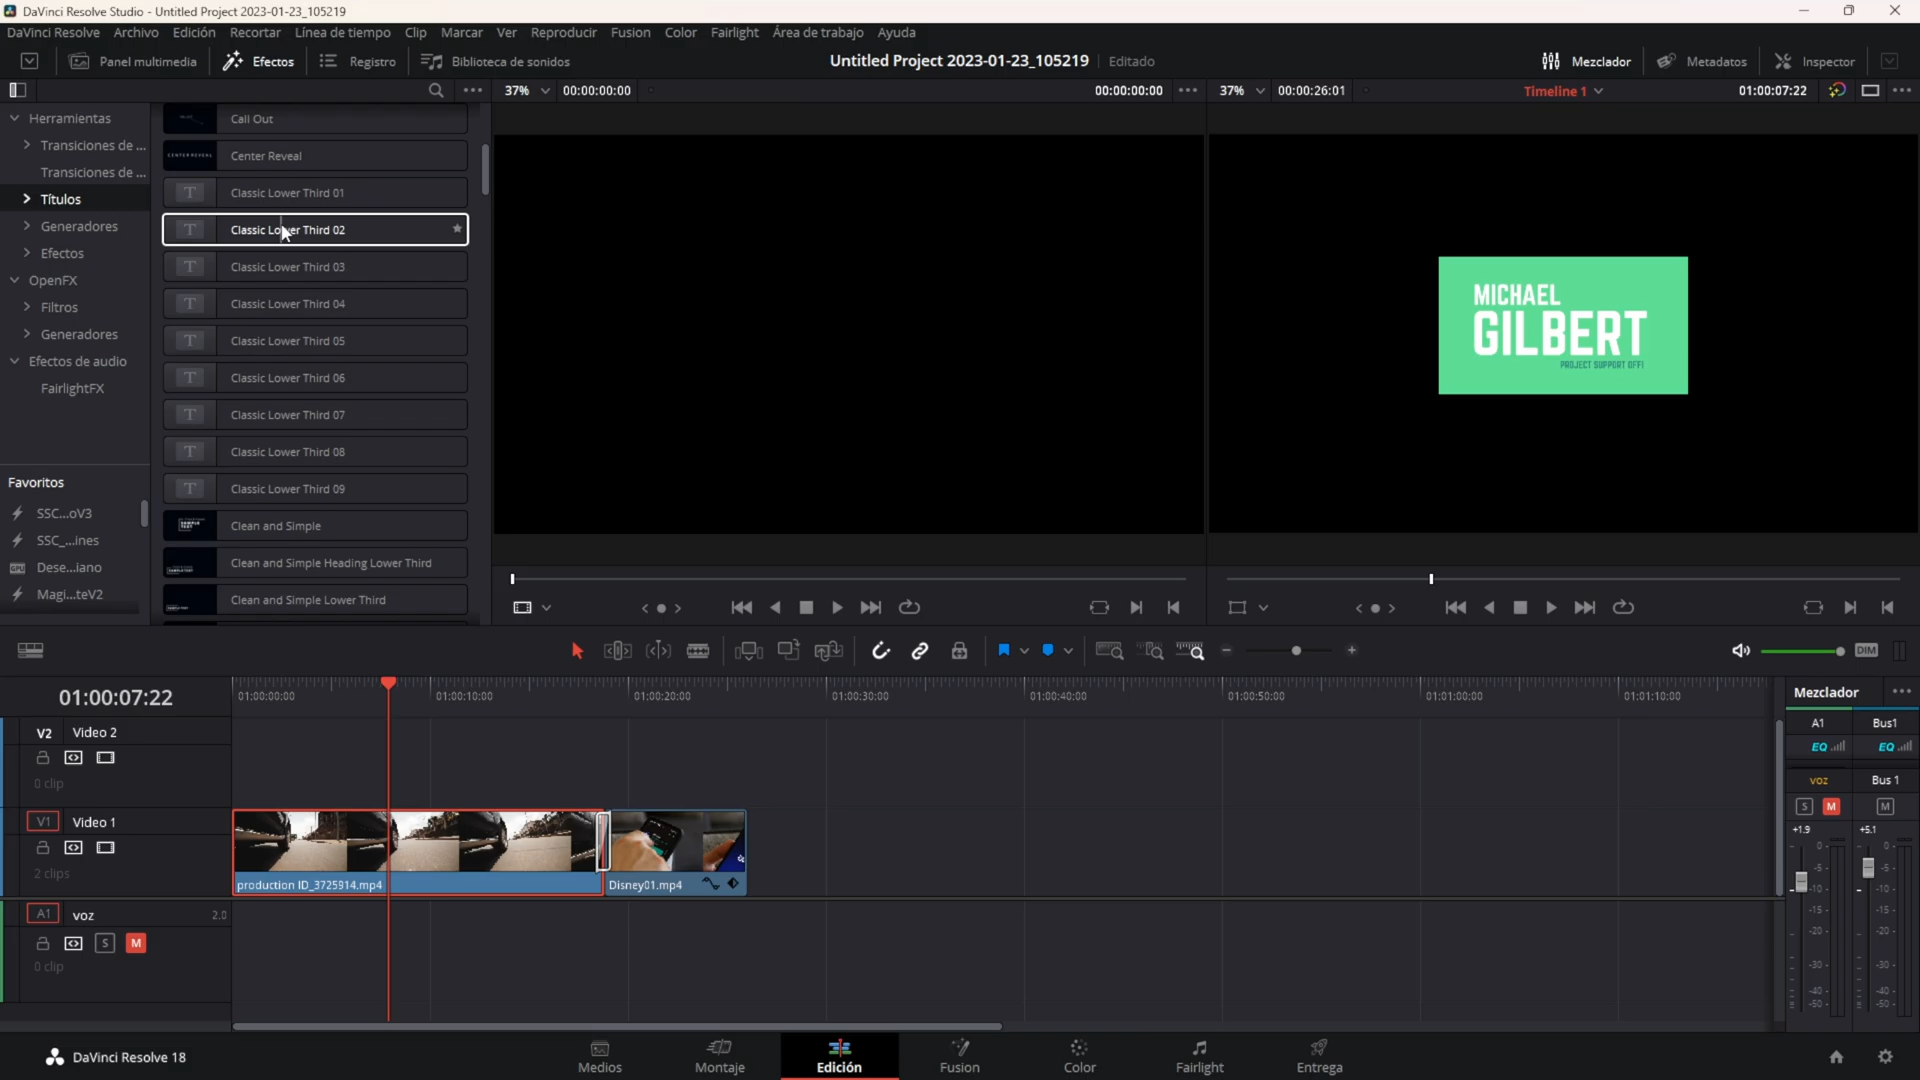 DaVinci Resolve Studio - Untitled Project 2023-01-23_105219
DaVinci Resolve Archivo Edición Recortar Línea de tiempo Clip Marcar Ver Reproducir Fusion Color Fairlight Área de trabajo Ayuda
Panel multimedia Efectos Registro Biblioteca de sonidos Untitled Project 2023-01-23_105219 Editado Mezclador Metadatos Inspector
37% 00:00:00:00 00:00:00:00 37% 00:00:26:01 Timeline 1 01:00:07:22
Herramientas
Transiciones de ...
Transiciones de ...
Títulos
Generadores
Efectos
OpenFX
Filtros
Generadores
Efectos de audio
FairlightFX
Favoritos
SSC...oV3
SSC_...ines
Dese...iano
Magi...teV2
Call Out
CENTER REVEAL Center Reveal
T Classic Lower Third 01
T Classic Lower Third 02
T Classic Lower Third 03
T Classic Lower Third 04
T Classic Lower Third 05
T Classic Lower Third 06
T Classic Lower Third 07
T Classic Lower Third 08
T Classic Lower Third 09
SAMPLE TEXT Clean and Simple
Clean and Simple Heading Lower Third
Clean and Simple Lower Third
MICHAEL
GILBERT
PROJECT SUPPORT OFFI
DIM
01:00:07:22 01:00:00:00 01:00:10:00 01:00:20:00 01:00:30:00 01:00:40:00 01:00:50:00 01:01:00:00 01:01:10:00
V2 Video 2
0 clip
V1 Video 1
2 clips
production ID_3725914.mp4 Disney01.mp4
A1 voz 2.0
S M
0 clip
Mezclador
A1 Bus1
EQ EQ
voz Bus 1
S M M
+1.9 +5.1
0 0
-5 -5
-10 -10
-15 -15
-20 -20
-30 -30
-40 -40
-50 -50
DaVinci Resolve 18 Medios Montaje Edición Fusion Color Fairlight Entrega